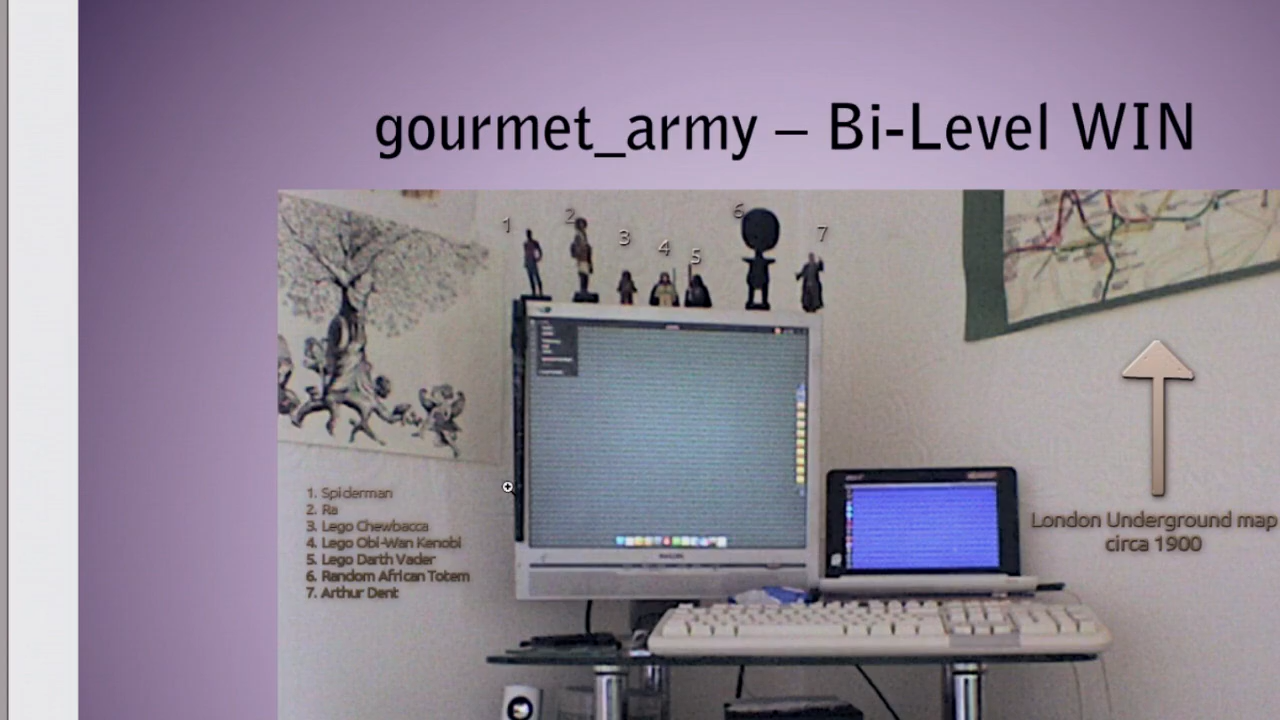 gourmet_army – Bi-Level WIN
1
2
3
4
5
6
7
1. Spiderman
2. Ra
3. Lego Chewbacca
4. Lego Obi-Wan Kenobi
5. Lego Darth Vader
6. Random African Totem
7. Arthur Dent
London Underground map
circa 1900